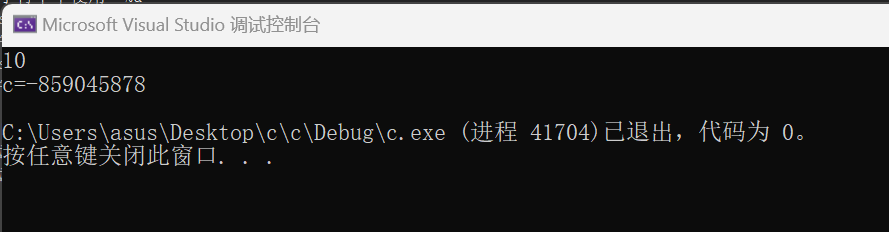 Microsoft Visual Studio 调试控制台
10
c=-859045878
C:\Users\asus\Desktop\c\c\Debug\c.exe (进程 41704)已退出，代码为 0。
按任意键关闭此窗口. . .